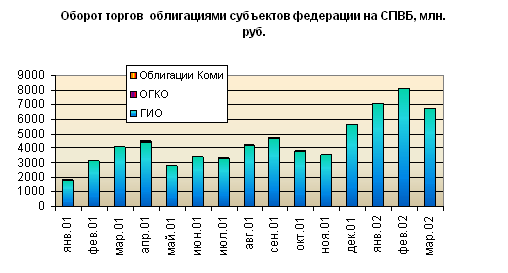 Оборот торгов облигациями субъектов федерации на СПВБ, млн.
руб.
9000
8000
7000
6000
5000
4000
3000
2000
1000
0
Облигации Коми
ОГКО
ГИО
янв.01
фев.01
мар.01
апр.01
май.01
июн.01
июл.01
авг.01
сен.01
окт.01
ноя.01
дек.01
янв.02
фев.02
мар.02